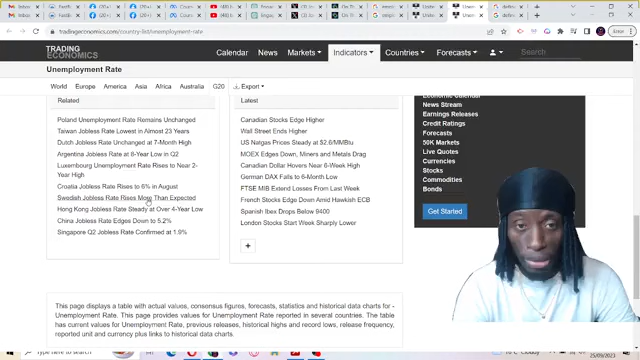 tradingeconomics.com/country-list/unemployment-rate
TRADING
ECONOMICS
Calendar News Markets Indicators Countries Forecasts Search
Unemployment Rate
World Europe America Asia Africa Australia G20 Export
Related
Poland Unemployment Rate Remains Unchanged
Taiwan Jobless Rate Lowest in Almost 23 Years
Dutch Jobless Rate Unchanged at 7-Month High
Argentina Jobless Rate at 6-Year Low in Q2
Luxembourg Unemployment Rate Rises to Near 2-
Year High
Croatia Jobless Rate Rises to 6% in August
Swedish Jobless Rate Rises More Than Expected
Hong Kong Jobless Rate Steady at Over 4-Year Low
China Jobless Rate Edges Down to 5.2%
Singapore Q2 Jobless Rate Confirmed at 1.9%
Latest
Canadian Stocks Edge Higher
Wall Street Ends Higher
US Natgas Prices Steady at $2.6/MMBtu
MOEX Edges Down, Miners and Metals Drag
Canadian Dollar Hovers Near 6-Week High
German DAX Falls to 6-Month Low
FTSE MIB Extend Losses From Last Week
French Stocks Edge Down Amid Hawkish ECB
Spanish Ibex Drops Below 9400
London Stocks Start Week Sharply Lower
+
Economic Calendar
News Stream
Earnings Releases
Credit Ratings
Forecasts
50K Markets
Live Quotes
Currencies
Stocks
Commodities
Bonds
Get Started
This page displays a table with actual values, consensus figures, forecasts, statistics and historical data charts for -
Unemployment Rate. This page provides values for Unemployment Rate reported in several countries. The
table has current values for Unemployment Rate, previous releases, historical highs and record lows, release frequency,
reported unit and currency plus links to historical data charts.
Type here to search
Cloudy
25/09/2023